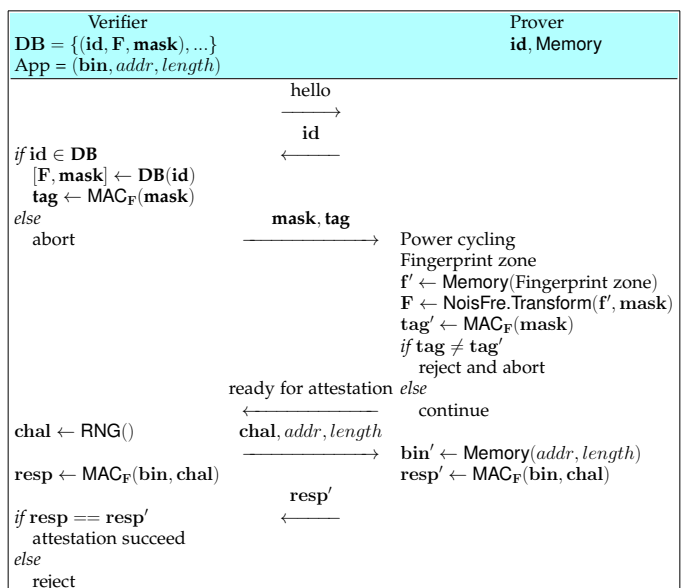 Verifier Prover
DB = {(id, F, mask), ...} id, Memory
App = (bin, addr, length)
hello
⟶
id
if id ∈ DB ⟵
[F, mask] ← DB(id)
tag ← MAC_F(mask)
else mask, tag
abort ⟶ Power cycling
Fingerprint zone
f′ ← Memory(Fingerprint zone)
F ← NoisFre.Transform(f′, mask)
tag′ ← MAC_F(mask)
if tag ≠ tag′
reject and abort
ready for attestation else
⟵ continue
chal ← RNG() chal, addr, length
⟶ bin′ ← Memory(addr, length)
resp ← MAC_F(bin, chal) resp′ ← MAC_F(bin, chal)
resp′
if resp == resp′ ⟵
attestation succeed
else
reject